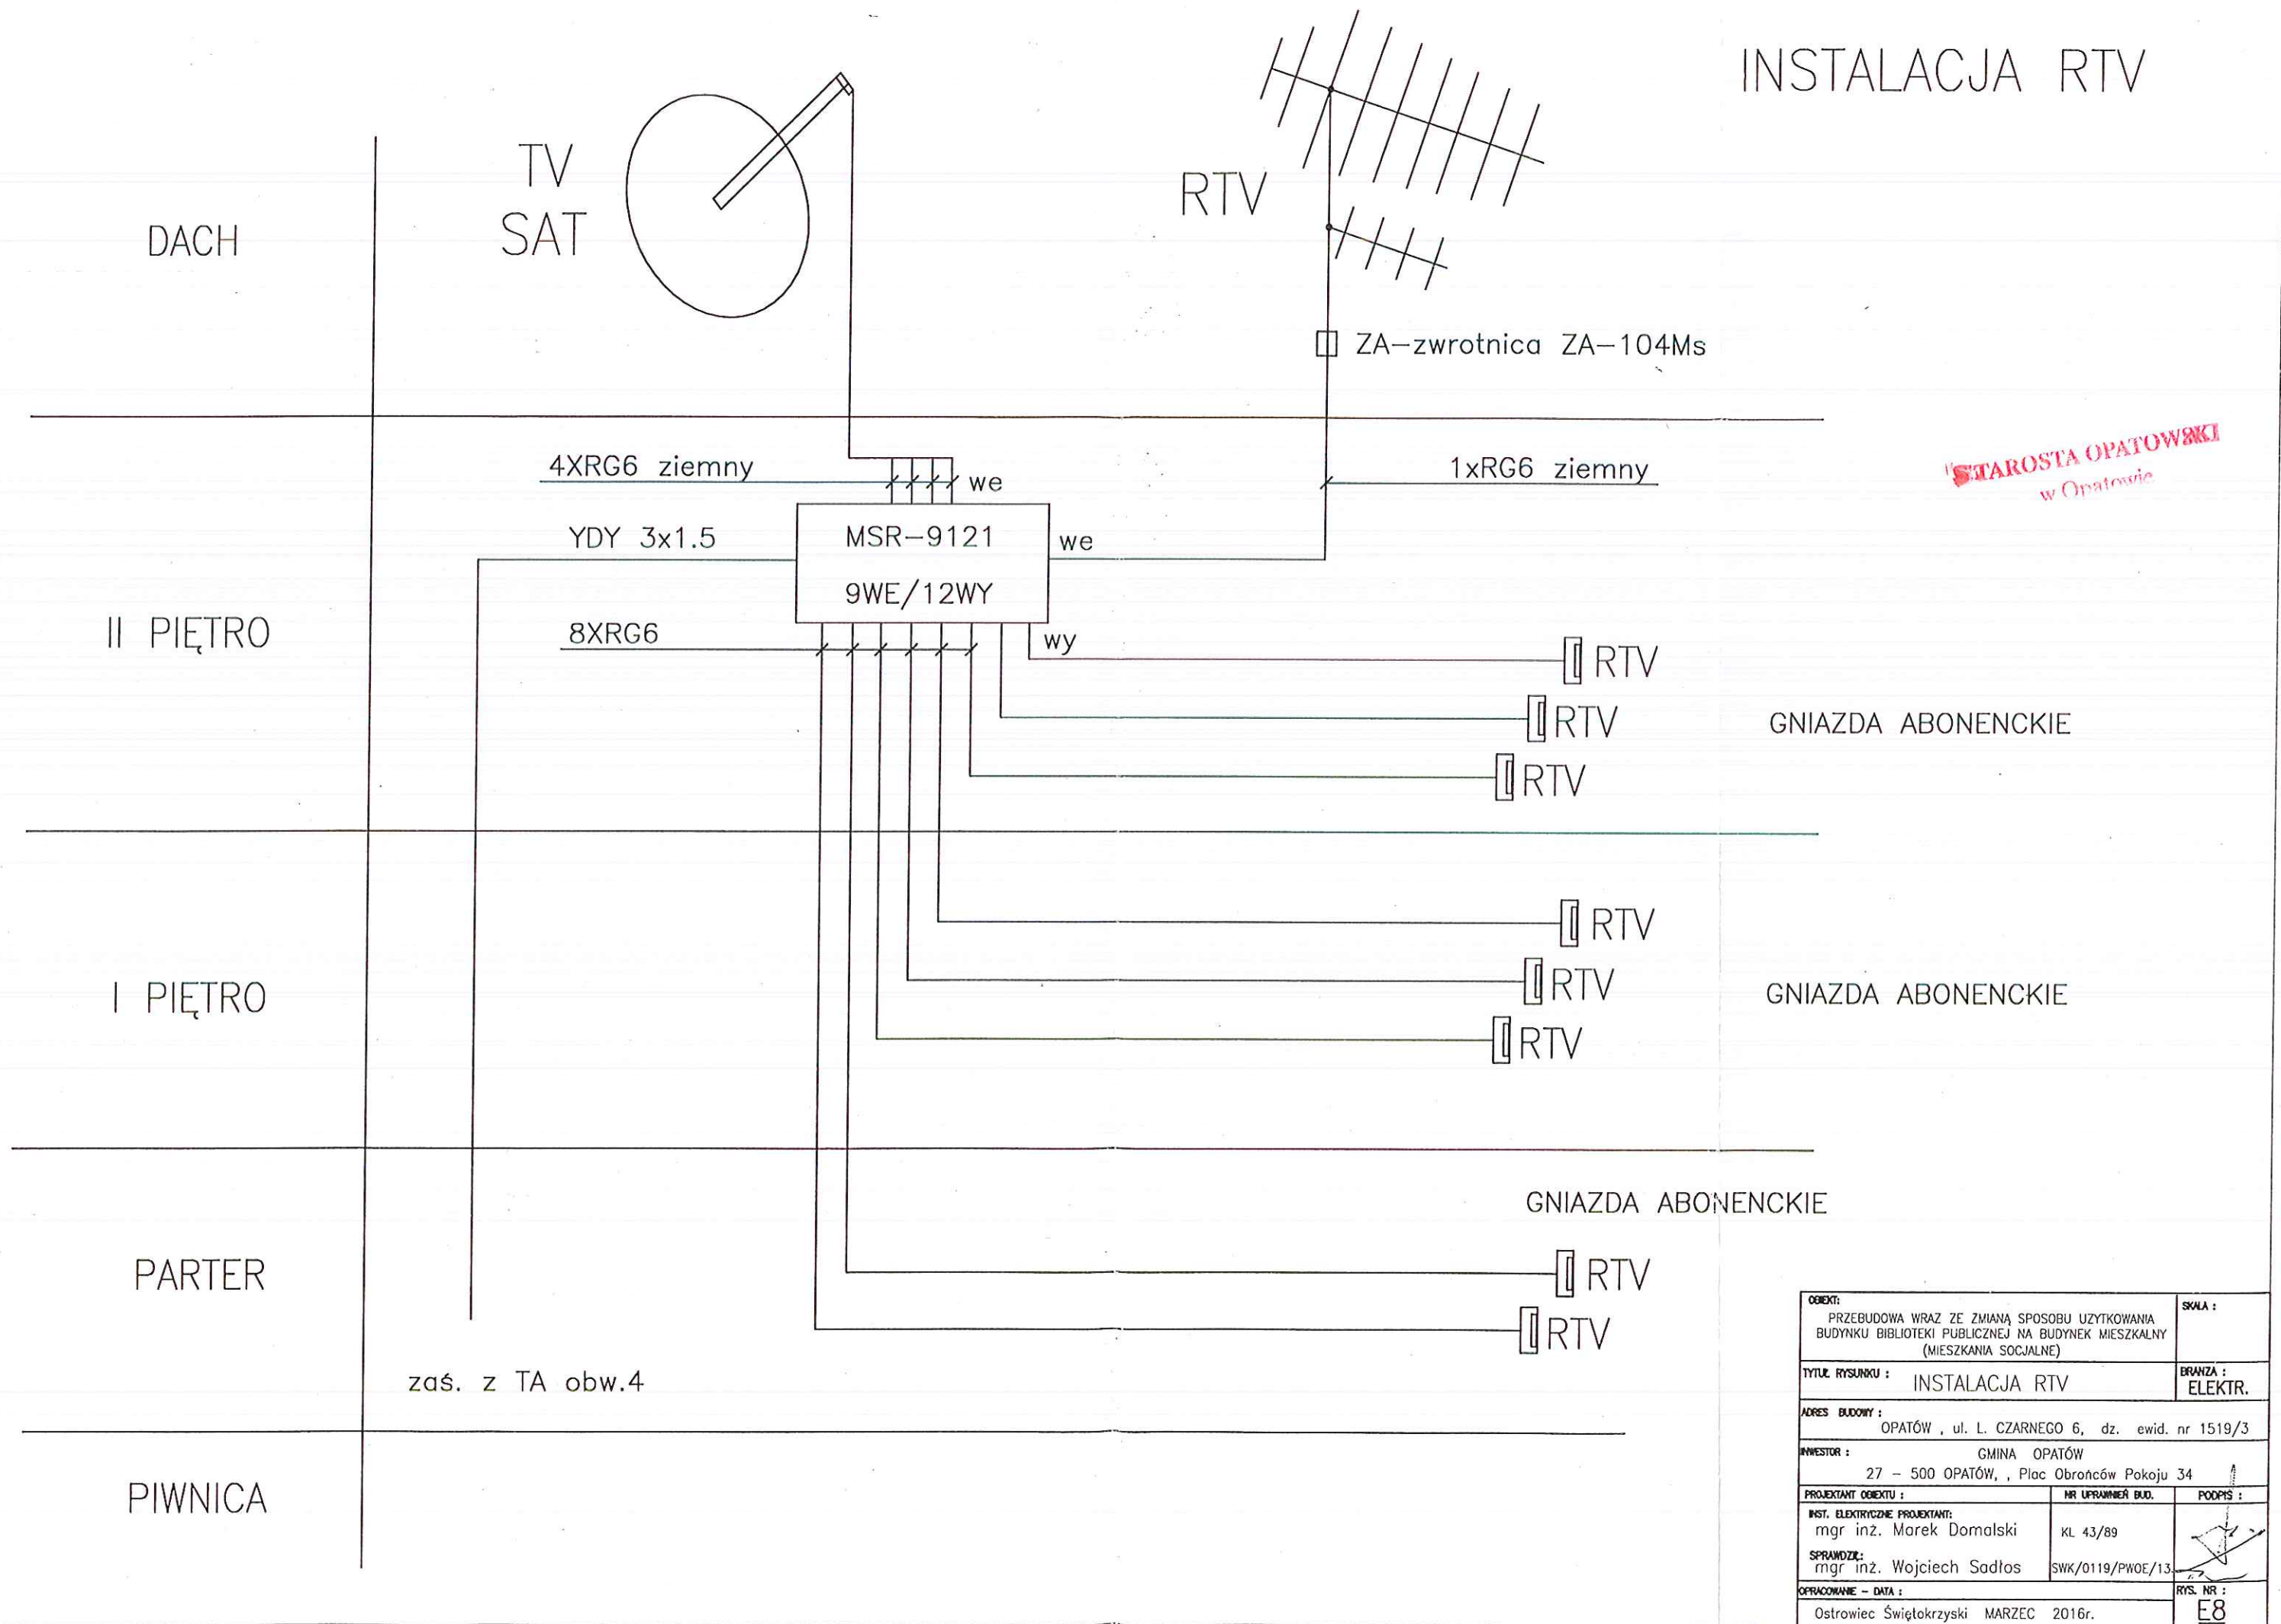 INSTALACJA RTV
TV
SAT
RTV
DACH
ZA-zwrotnica ZA-104Ms
4XRG6 ziemny
we
1xRG6 ziemny
STAROSTA OPATOWSKI
w Opatowie
YDY 3x1.5
MSR-9121
we
9WE/12WY
II PIĘTRO
8XRG6
wy
RTV
RTV
GNIAZDA ABONENCKIE
RTV
RTV
I PIĘTRO
RTV
GNIAZDA ABONENCKIE
RTV
GNIAZDA ABONENCKIE
PARTER
RTV
RTV
zaś. z TA obw.4
PIWNICA
OBIEKT:
PRZEBUDOWA WRAZ ZE ZMIANĄ SPOSOBU UZYTKOWANIA
BUDYNKU BIBLIOTEKI PUBLICZNEJ NA BUDYNEK MIESZKALNY
(MIESZKANIA SOCJALNE)
SKALA :
TYTUŁ RYSUNKU :
INSTALACJA RTV
BRANZA :
ELEKTR.
ADRES BUDOWY :
OPATÓW , ul. L. CZARNEGO 6, dz. ewid. nr 1519/3
INWESTOR :
GMINA OPATÓW
27 - 500 OPATÓW, , Plac Obrońców Pokoju 34
PROJEKTANT OBIEKTU :
NR UPRAWNIEŃ BUD.
PODPIS :
INST. ELEKTRYCZNE PROJEKTANT:
mgr inż. Marek Domalski
KL 43/89
SPRAWDZIŁ:
mgr inż. Wojciech Sadłos
SWK/0119/PWOE/13
OPRACOWANIE - DATA :
Ostrowiec Świętokrzyski MARZEC 2016r.
RYS. NR :
E8